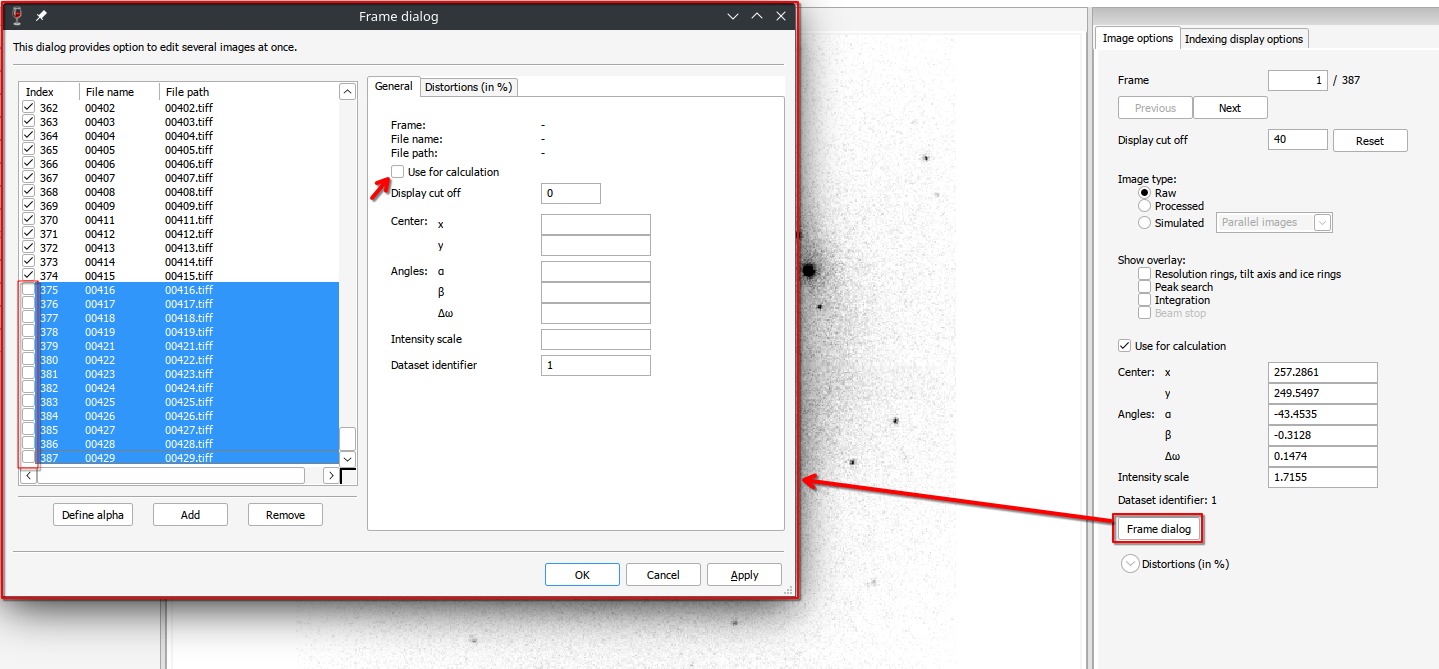 Frame dialog
This dialog provides option to edit several images at once.
Index File name File path
362 00402 00402.tiff
363 00403 00403.tiff
364 00404 00404.tiff
365 00405 00405.tiff
366 00406 00406.tiff
367 00407 00407.tiff
368 00408 00408.tiff
369 00409 00409.tiff
370 00411 00411.tiff
371 00412 00412.tiff
372 00413 00413.tiff
373 00414 00414.tiff
374 00415 00415.tiff
375 00416 00416.tiff
376 00417 00417.tiff
377 00418 00418.tiff
378 00419 00419.tiff
379 00421 00421.tiff
380 00422 00422.tiff
381 00423 00423.tiff
382 00424 00424.tiff
383 00425 00425.tiff
384 00426 00426.tiff
385 00427 00427.tiff
386 00428 00428.tiff
387 00429 00429.tiff
Define alpha Add Remove
General Distortions (in %)
Frame: -
File name: -
File path: -
Use for calculation
Display cut off 0
Center: x
y
Angles: α
β
Δω
Intensity scale
Dataset identifier 1
OK Cancel Apply
Image options Indexing display options
Frame 1 / 387
Previous Next
Display cut off 40 Reset
Image type:
Raw
Processed
Simulated Parallel images
Show overlay:
Resolution rings, tilt axis and ice rings
Peak search
Integration
Beam stop
Use for calculation
Center: x 257.2861
y 249.5497
Angles: α -43.4535
β -0.3128
Δω 0.1474
Intensity scale 1.7155
Dataset identifier: 1
Frame dialog
Distortions (in %)